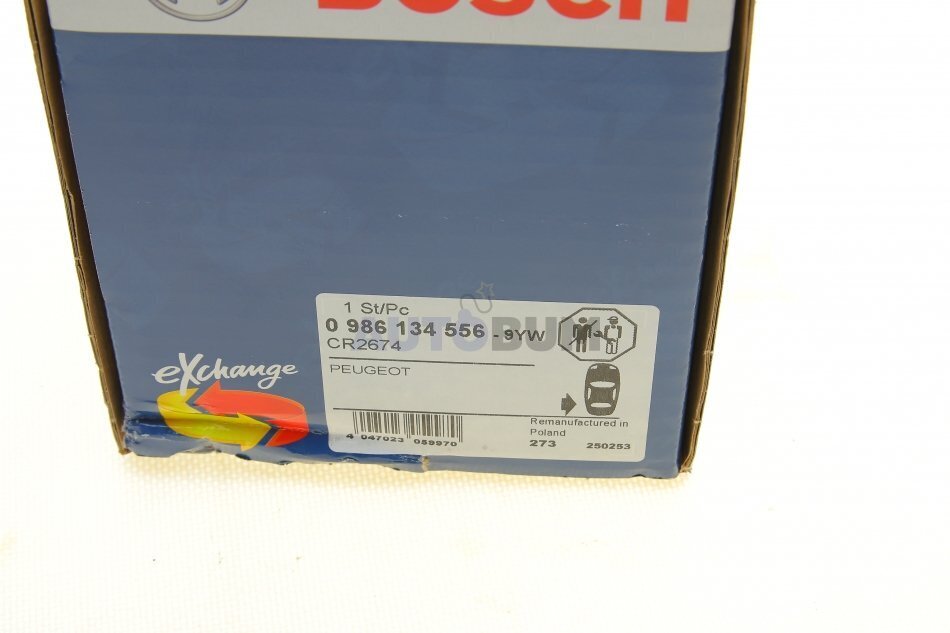 BOSCH
1 St/Pc
0 986 134 556 - 9YW
CR2674
PEUGEOT
eXchange
4 047023 059970
Remanufactured in
Poland
273 250253
AUTOBUM